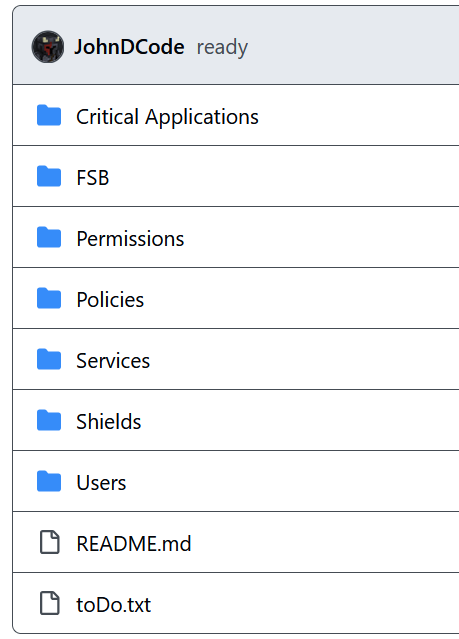 JohnDCode ready
Critical Applications
FSB
Permissions
Policies
Services
Shields
Users
README.md
toDo.txt